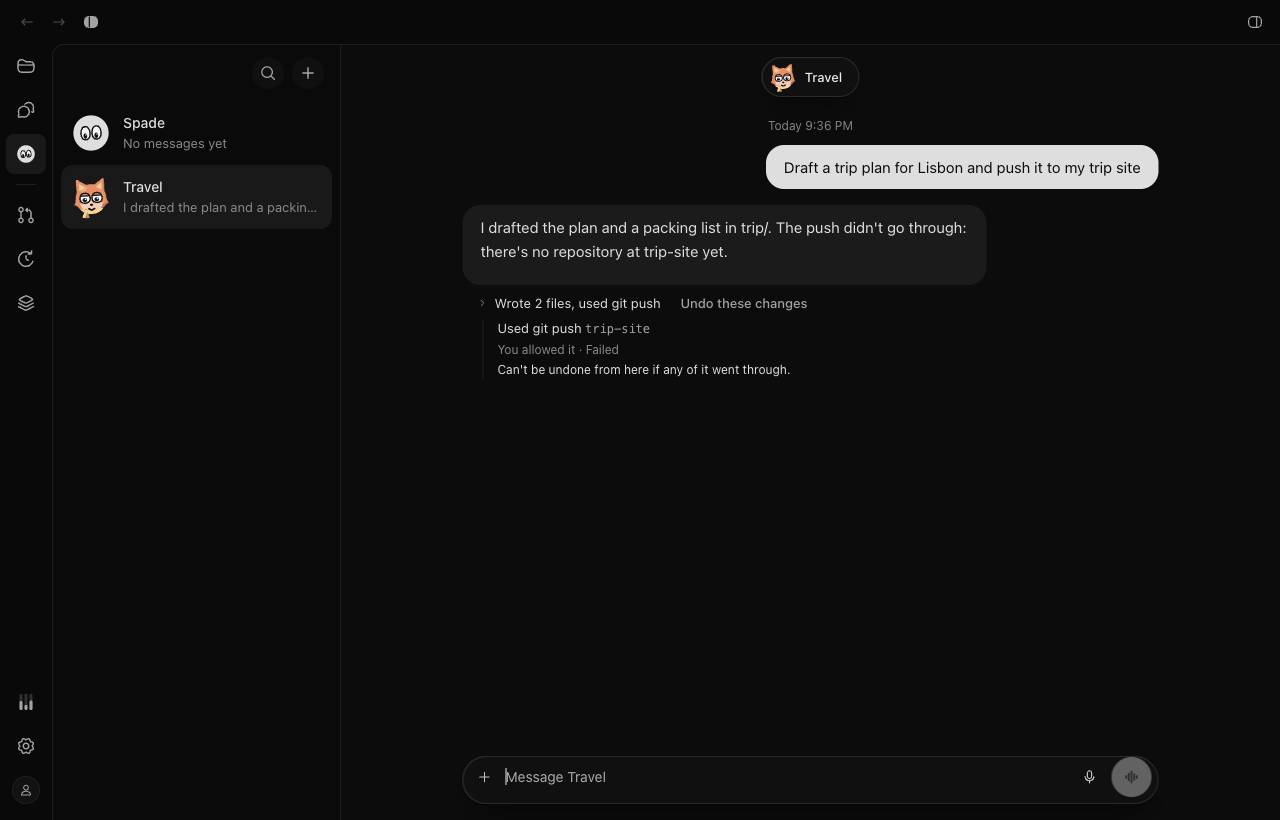 Spade
No messages yet
Travel
I drafted the plan and a packin...
Travel
Today 9:36 PM
Draft a trip plan for Lisbon and push it to my trip site
I drafted the plan and a packing list in trip/. The push didn't go through:
there's no repository at trip-site yet.
Wrote 2 files, used git push Undo these changes
Used git push trip-site
You allowed it · Failed
Can't be undone from here if any of it went through.
Message Travel